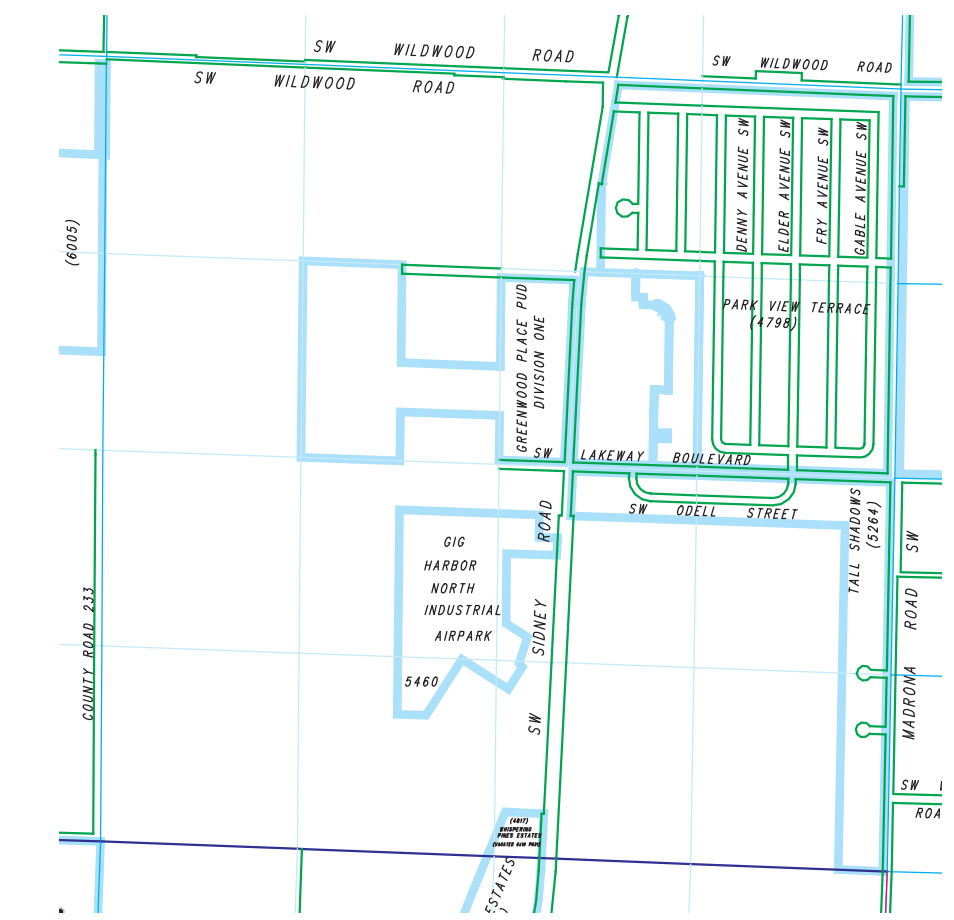 SW WILDWOOD ROAD
SW WILDWOOD ROAD
SW WILDWOOD ROAD
DENNY AVENUE SW
ELDER AVENUE SW
FRY AVENUE SW
GABLE AVENUE SW
(6005)
PARK VIEW TERRACE
(4798)
GREENWOOD PLACE PUD
DIVISION ONE
SW LAKEWAY BOULEVARD
SW ODELL STREET
TALL SHADOWS
(5264)
SW SIDNEY ROAD
GIG
HARBOR
NORTH
INDUSTRIAL
AIRPARK
5460
COUNTY ROAD 233
MADRONA ROAD SW
SW
ROA
(4917)
WHISPERING
PINES ESTATES
ESTATES